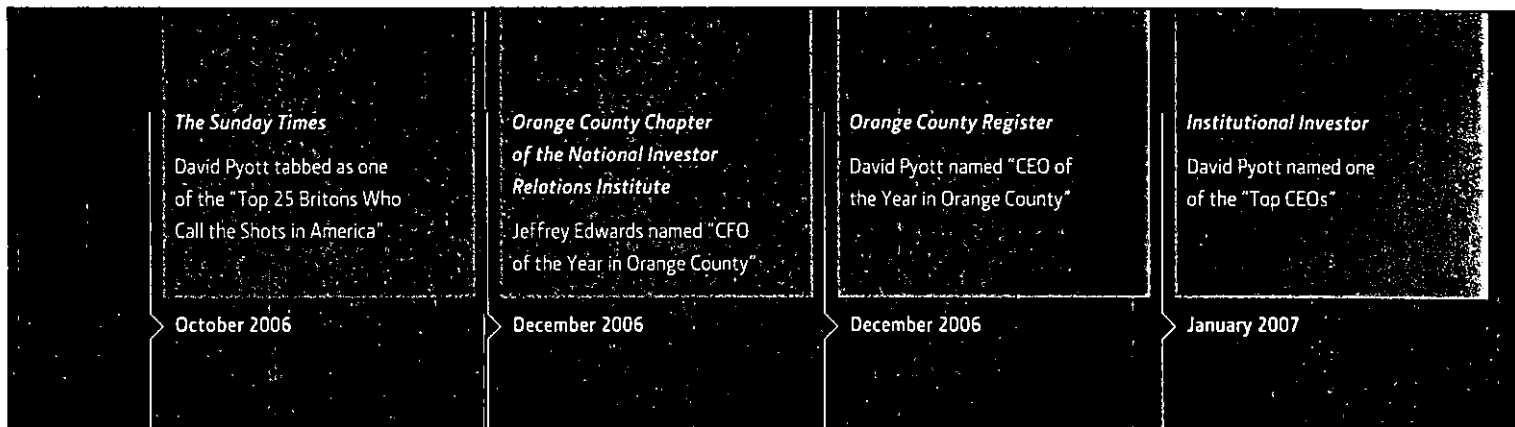 The Sunday Times
David Pyott tabbed as one
of the “Top 25 Britons Who
Call the Shots in America”
October 2006
Orange County Chapter
of the National Investor
Relations Institute
Jeffrey Edwards named “CFO
of the Year in Orange County”
December 2006
Orange County Register
David Pyott named “CEO of
the Year in Orange County”
December 2006
Institutional Investor
David Pyott named one
of the “Top CEOs”
January 2007